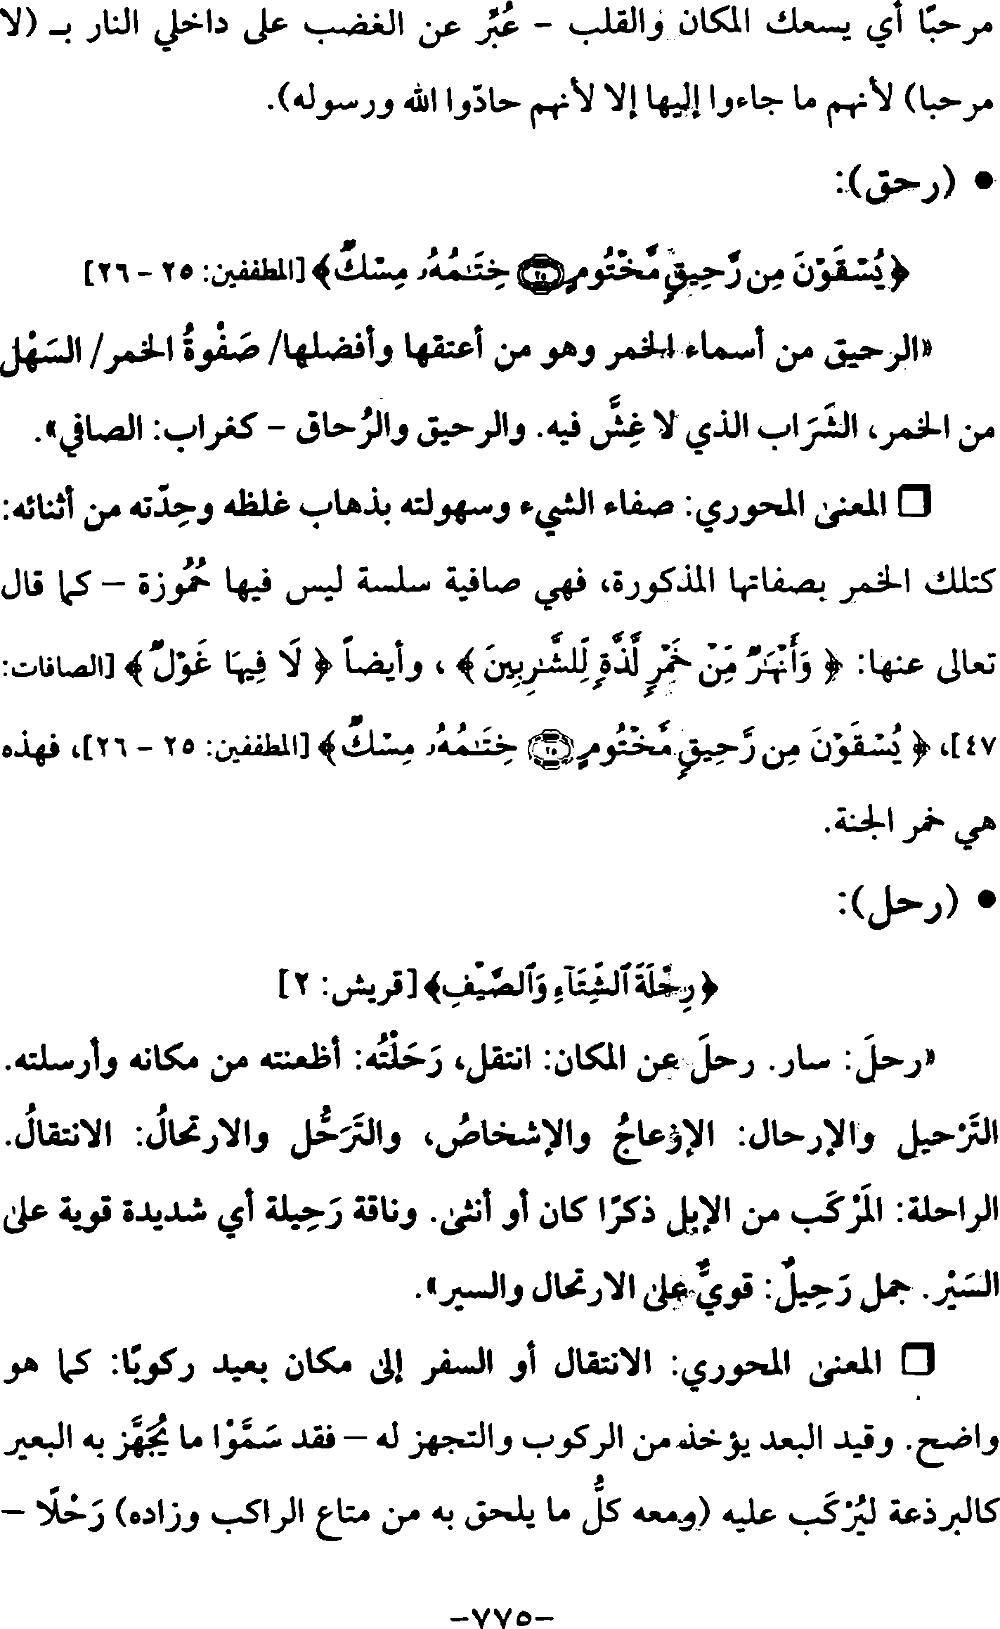 مرحبًا أي يسعك المكان والقلب – عُبِّر عن الغضب على داخلي النار بـ (لا
مرحبا) لأنهم ما جاءوا إليها إلا لأنهم حادّوا الله ورسوله).
• (رحق):
﴿يُسْقَوْنَ مِن رَّحِيقٍ مَّخْتُومٍ ۝٢٥ خِتَٰمُهُۥ مِسْكٌ﴾ [المطففين: ٢٥ – ٢٦]
«الرحيق من أسماء الخمر وهو من أعتقها وأفضلها/ صَفْوةُ الخمر/ السَهْل
من الخمر، الشَرَاب الذي لا غِشَّ فيه. والرحيق والرُحاق – كغراب: الصافي».
❑ المعنى المحوري: صفاء الشيء وسهولته بذهاب غلظه وحِدّته من أثنائه:
كتلك الخمر بصفاتها المذكورة، فهي صافية سلسة ليس فيها حُمُوزة – كما قال
تعالى عنها: ﴿وَأَنْهَٰرٌ مِّنْ خَمْرٍ لَّذَّةٍ لِّلشَّٰرِبِينَ﴾، وأيضاً ﴿لَا فِيهَا غَوْلٌ﴾ [الصافات:
٤٧]، ﴿يُسْقَوْنَ مِن رَّحِيقٍ مَّخْتُومٍ ۝٢٥ خِتَٰمُهُۥ مِسْكٌ﴾ [المطففين: ٢٥ – ٢٦]، فهذه
هي خمر الجنة.
• (رحل):
﴿رِحْلَةَ ٱلشِّتَآءِ وَٱلصَّيْفِ﴾ [قريش: ٢]
«رحلَ: سار. رحلَ عن المكان: انتقل، رَحَلْتُه: أظعنته من مكانه وأرسلته.
التَرْحيل والإرحال: الإزعاجُ والإشخاصُ، والتَرَحُّل والارتحالُ: الانتقالُ.
الراحلة: المَرْكَب من الإبل ذكرًا كان أو أنثى. وناقة رَحِيلة أي شديدة قوية على
السَيْر. جمل رَحِيلٌ: قويٌّ على الارتحال والسير».
❑ المعنى المحوري: الانتقال أو السفر إلى مكان بعيد ركوبًا: كما هو
واضح. وقيد البعد يؤخذ من الركوب والتجهز له – فقد سَمَّوْا ما يُجَهَّز به البعير
كالبرذعة ليُرْكَب عليه (ومعه كلُّ ما يلحق به من متاع الراكب وزاده) رَحْلًا –
–٧٧٥–